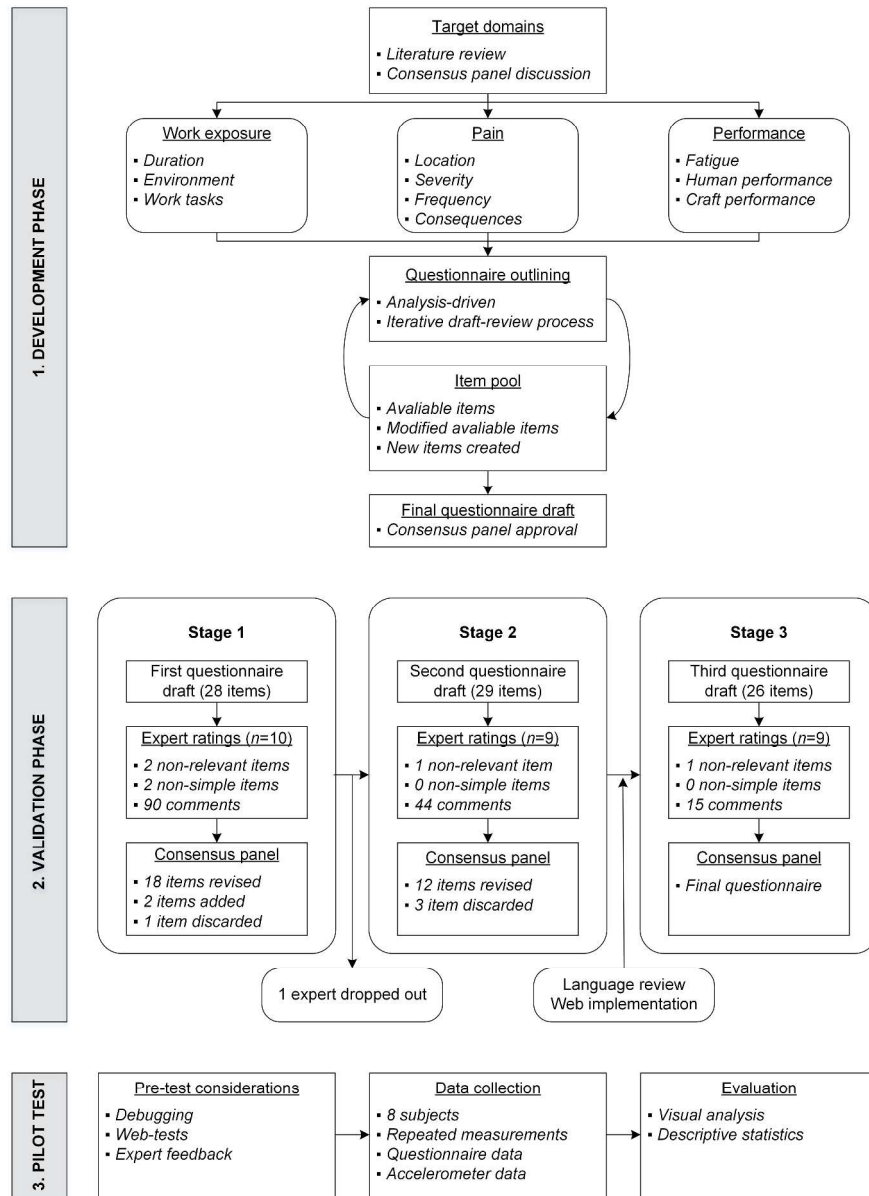 1. DEVELOPMENT PHASE
Target domains
▪ Literature review
▪ Consensus panel discussion
Work exposure
▪ Duration
▪ Environment
▪ Work tasks
Pain
▪ Location
▪ Severity
▪ Frequency
▪ Consequences
Performance
▪ Fatigue
▪ Human performance
▪ Craft performance
Questionnaire outlining
▪ Analysis-driven
▪ Iterative draft-review process
Item pool
▪ Avaliable items
▪ Modified avaliable items
▪ New items created
Final questionnaire draft
▪ Consensus panel approval
2. VALIDATION PHASE
Stage 1
First questionnaire
draft (28 items)
Expert ratings (n=10)
▪ 2 non-relevant items
▪ 2 non-simple items
▪ 90 comments
Consensus panel
▪ 18 items revised
▪ 2 items added
▪ 1 item discarded
1 expert dropped out
Stage 2
Second questionnaire
draft (29 items)
Expert ratings (n=9)
▪ 1 non-relevant item
▪ 0 non-simple items
▪ 44 comments
Consensus panel
▪ 12 items revised
▪ 3 item discarded
Language review
Web implementation
Stage 3
Third questionnaire
draft (26 items)
Expert ratings (n=9)
▪ 1 non-relevant items
▪ 0 non-simple items
▪ 15 comments
Consensus panel
▪ Final questionnaire
3. PILOT TEST
Pre-test considerations
▪ Debugging
▪ Web-tests
▪ Expert feedback
Data collection
▪ 8 subjects
▪ Repeated measurements
▪ Questionnaire data
▪ Accelerometer data
Evaluation
▪ Visual analysis
▪ Descriptive statistics